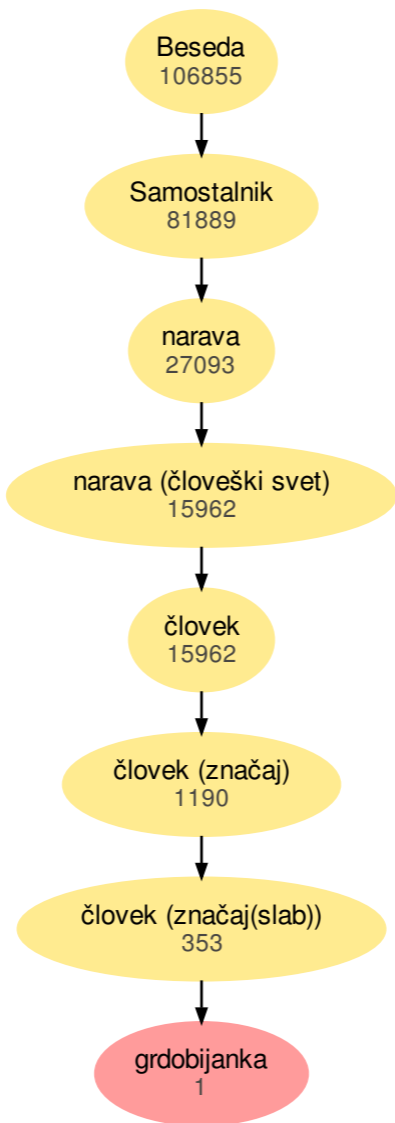 Beseda
106855
Samostalnik
81889
narava
27093
narava (človeški svet)
15962
človek
15962
človek (značaj)
1190
človek (značaj(slab))
353
grdobijanka
1